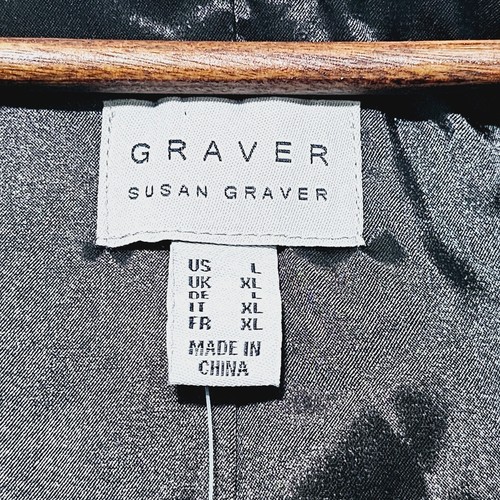 GRAVER
SUSAN GRAVER
US L
UK XL
DE L
IT XL
FR XL
MADE IN
CHINA